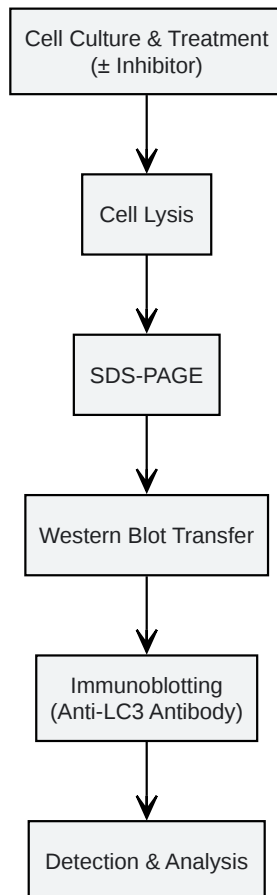 Cell Culture & Treatment
(± Inhibitor)
Cell Lysis
SDS-PAGE
Western Blot Transfer
Immunoblotting
(Anti-LC3 Antibody)
Detection & Analysis